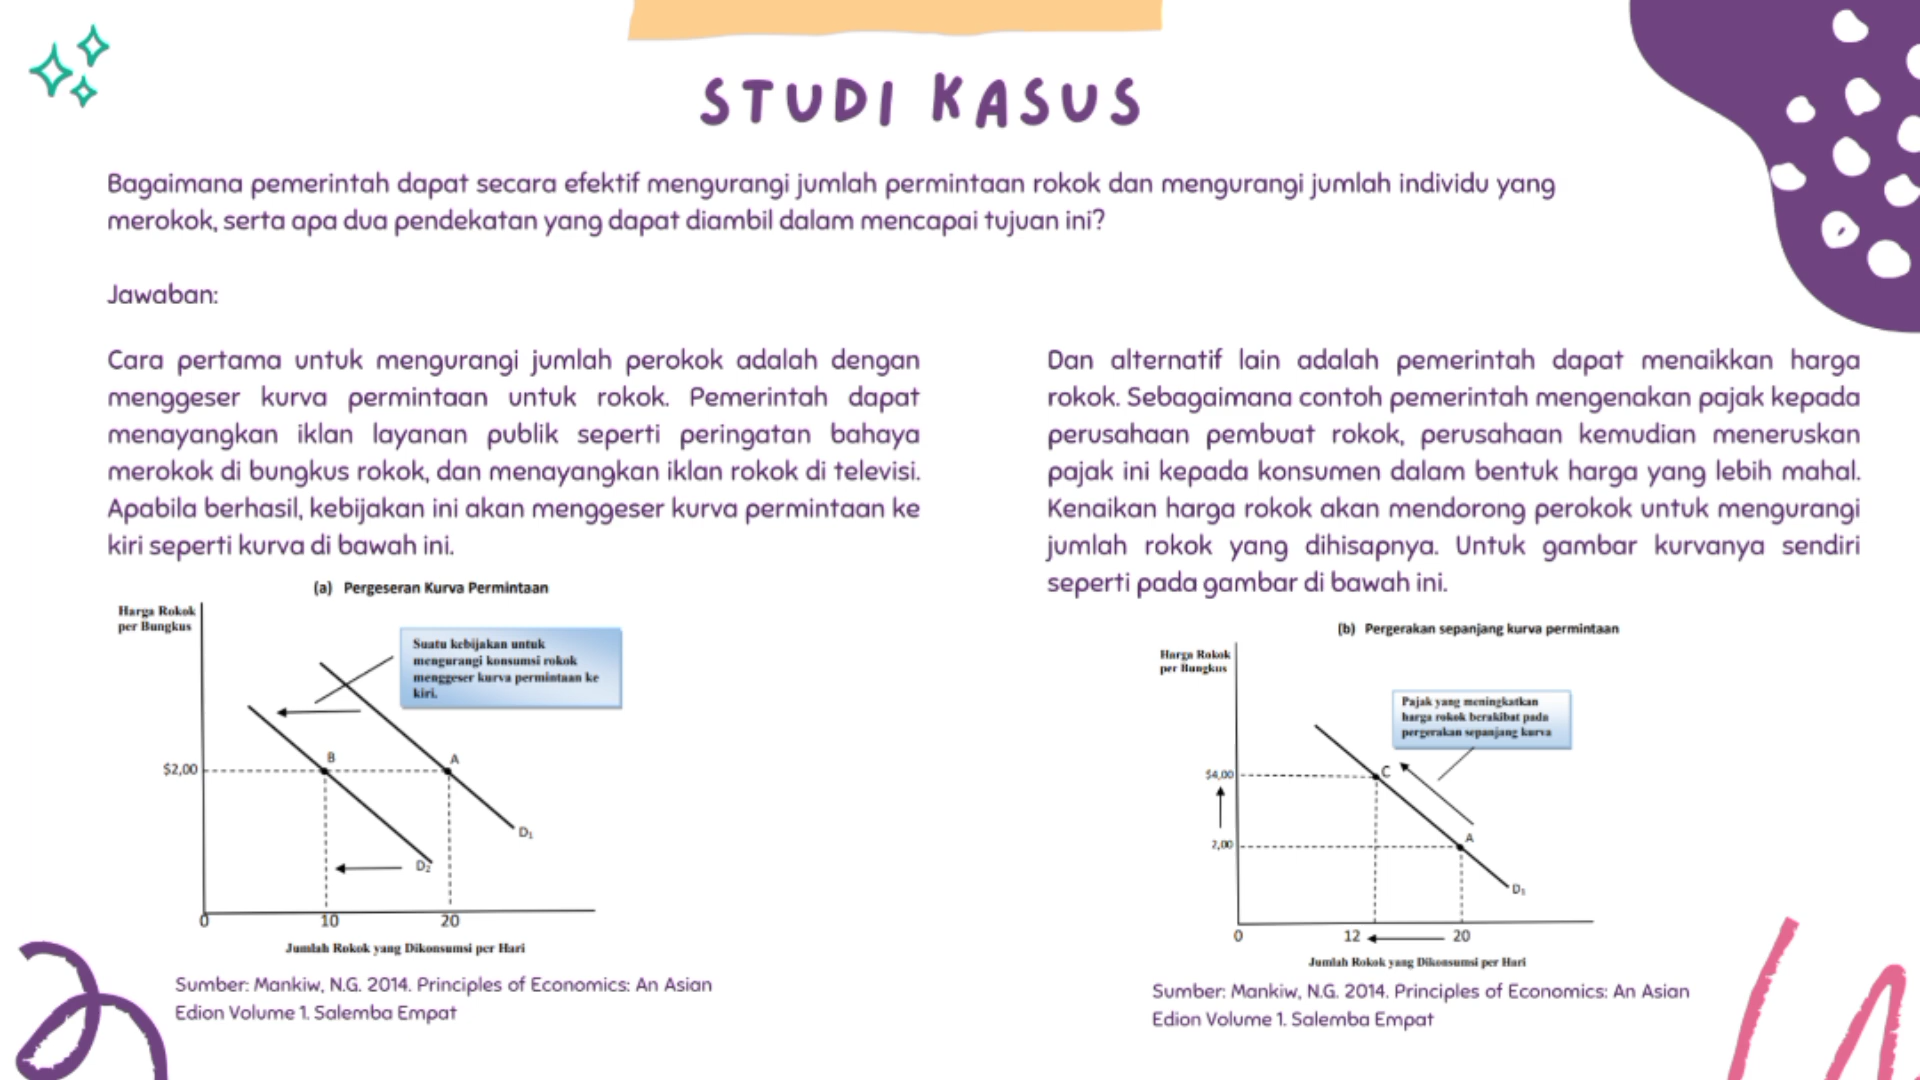 STUDI KASUS
Bagaimana pemerintah dapat secara efektif mengurangi jumlah permintaan rokok dan mengurangi jumlah individu yang
merokok, serta apa dua pendekatan yang dapat diambil dalam mencapai tujuan ini?
Jawaban:
Cara pertama untuk mengurangi jumlah perokok adalah dengan
menggeser kurva permintaan untuk rokok. Pemerintah dapat
menayangkan iklan layanan publik seperti peringatan bahaya
merokok di bungkus rokok, dan menayangkan iklan rokok di televisi.
Apabila berhasil, kebijakan ini akan menggeser kurva permintaan ke
kiri seperti kurva di bawah ini.
(a) Pergeseran Kurva Permintaan
Harga Rokok
per Bungkus
Suatu kebijakan untuk
mengurangi konsumsi rokok
menggeser kurva permintaan ke
kiri.
B
A
$2,00
D₁
D₂
0
10
20
Jumlah Rokok yang Dikonsumsi per Hari
Sumber: Mankiw, N.G. 2014. Principles of Economics: An Asian
Edion Volume 1. Salemba Empat
Dan alternatif lain adalah pemerintah dapat menaikkan harga
rokok. Sebagaimana contoh pemerintah mengenakan pajak kepada
perusahaan pembuat rokok, perusahaan kemudian meneruskan
pajak ini kepada konsumen dalam bentuk harga yang lebih mahal.
Kenaikan harga rokok akan mendorong perokok untuk mengurangi
jumlah rokok yang dihisapnya. Untuk gambar kurvanya sendiri
seperti pada gambar di bawah ini.
(b) Pergerakan sepanjang kurva permintaan
Harga Rokok
per Bungkus
Pajak yang meningkatkan
harga rokok berakibat pada
pergerakan sepanjang kurva
$4,00
C
A
2,00
D₁
0
12
20
Jumlah Rokok yang Dikonsumsi per Hari
Sumber: Mankiw, N.G. 2014. Principles of Economics: An Asian
Edion Volume 1. Salemba Empat